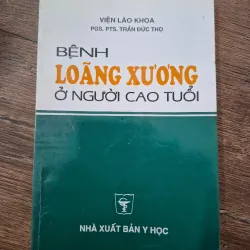 VIỆN LÃO KHOA
PGS. PTS. TRẦN ĐỨC THỌ
BỆNH
LOÃNG XƯƠNG
Ở NGƯỜI CAO TUỔI
NHÀ XUẤT BẢN Y HỌC